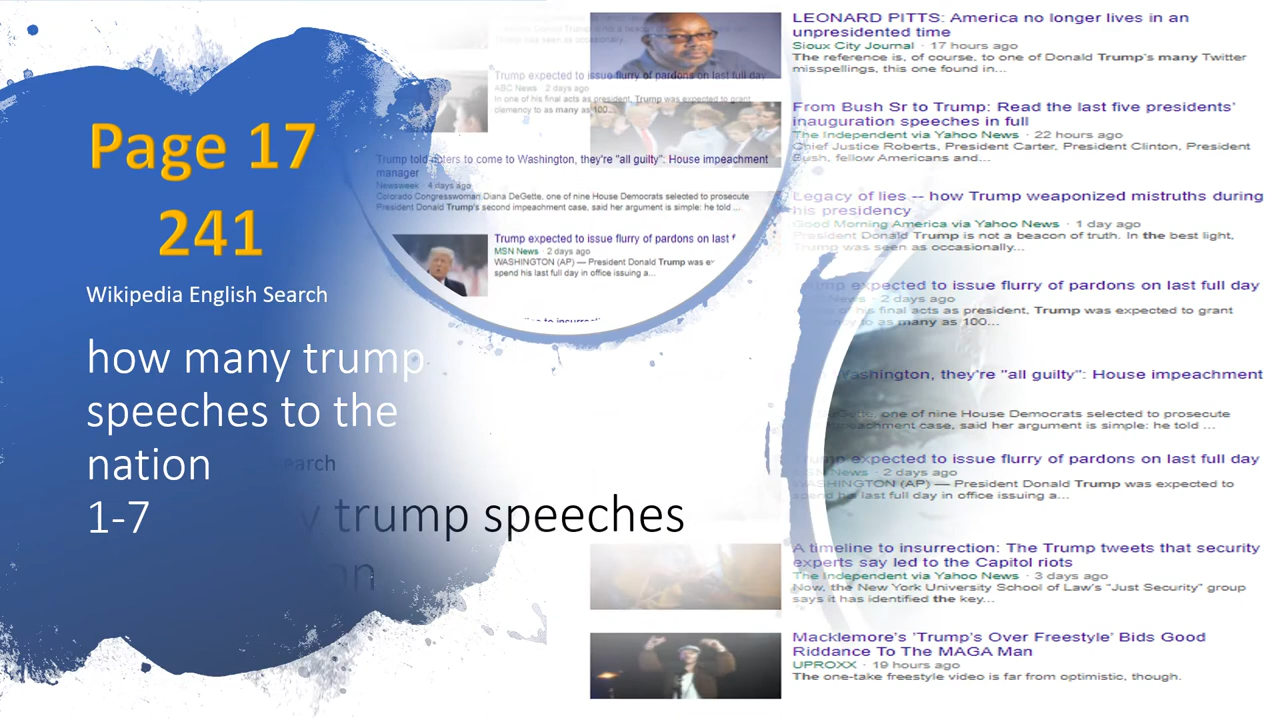 Page 17
241
Wikipedia English Search
how many trump
speeches to the
nation
1-7
earch
y trump speeches
on
Trump expected to issue flurry of pardons on last full day
ABC News · 2 days ago
In one of his final acts as president, Trump was expected to grant
clemency to as many as 100...
Trump told rioters to come to Washington, they're "all guilty": House impeachment
manager
Newsweek · 4 days ago
Colorado Congresswoman Diana DeGette, one of nine House Democrats selected to prosecute
President Donald Trump's second impeachment case, said her argument is simple: he told ...
Trump expected to issue flurry of pardons on last f
MSN News · 2 days ago
WASHINGTON (AP) — President Donald Trump was e
spend his last full day in office issuing a...
LEONARD PITTS: America no longer lives in an
unpresidented time
Sioux City Journal · 17 hours ago
The reference is, of course, to one of Donald Trump's many Twitter
misspellings, this one found in...
From Bush Sr to Trump: Read the last five presidents'
inauguration speeches in full
The Independent via Yahoo News · 22 hours ago
Chief Justice Roberts, President Carter, President Clinton, President
Bush, fellow Americans and...
Legacy of lies -- how Trump weaponized mistruths during
his presidency
Good Morning America via Yahoo News · 1 day ago
President Donald Trump is not a beacon of truth. In the best light,
Trump was seen as occasionally...
expected to issue flurry of pardons on last full day
News · 2 days ago
his final acts as president, Trump was expected to grant
to as many as 100...
Washington, they're "all guilty": House impeachment
DeGette, one of nine House Democrats selected to prosecute
impeachment case, said her argument is simple: he told ...
Trump expected to issue flurry of pardons on last full day
MSN News · 2 days ago
WASHINGTON (AP) — President Donald Trump was expected to
spend his last full day in office issuing a...
A timeline to insurrection: The Trump tweets that security
experts say led to the Capitol riots
The Independent via Yahoo News · 3 days ago
Now, the New York University School of Law's "Just Security" group
says it has identified the key...
Macklemore's 'Trump's Over Freestyle' Bids Good
Riddance To The MAGA Man
UPROXX · 19 hours ago
The one-take freestyle video is far from optimistic, though.